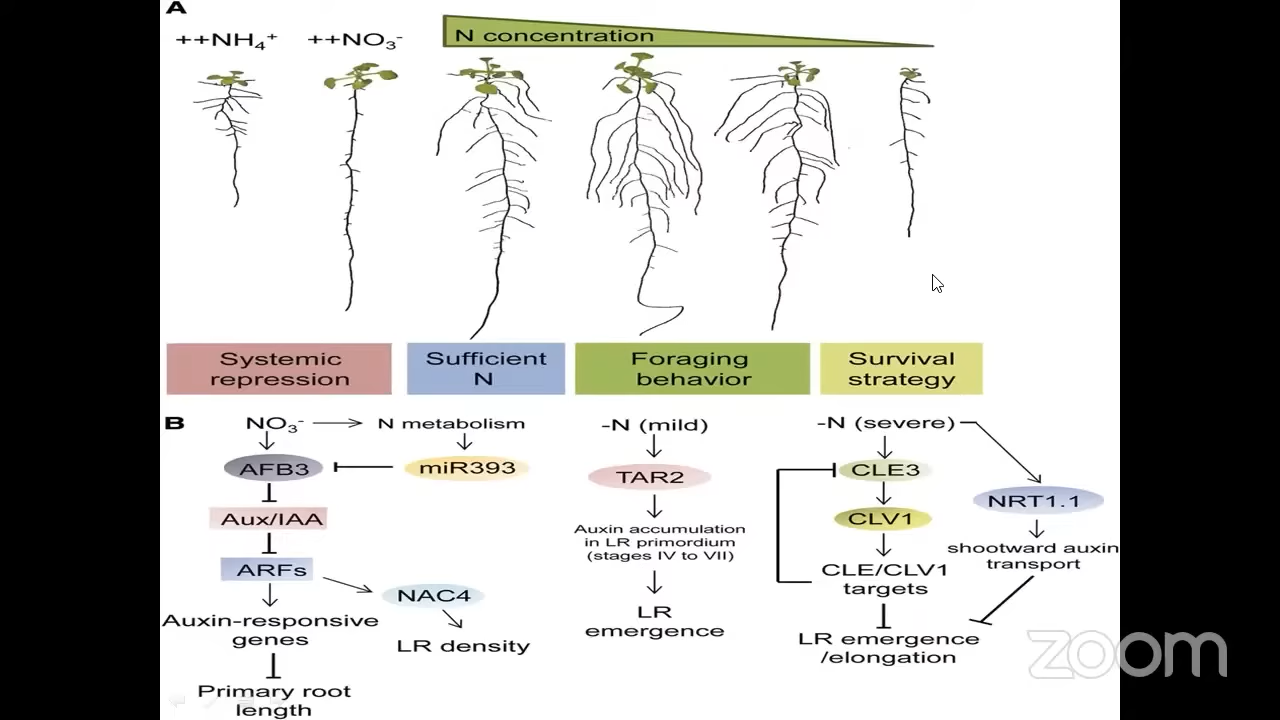 A
++NH₄⁺
++NO₃⁻
N concentration
Systemic
repression
Sufficient
N
Foraging
behavior
Survival
strategy
B
NO₃⁻
N metabolism
AFB3
miR393
Aux/IAA
ARFs
NAC4
Auxin-responsive
genes
LR density
Primary root
length
-N (mild)
TAR2
Auxin accumulation
in LR primordium
(stages IV to VII)
LR
emergence
-N (severe)
CLE3
NRT1.1
CLV1
shootward auxin
transport
CLE/CLV1
targets
LR emergence
/elongation
zoom